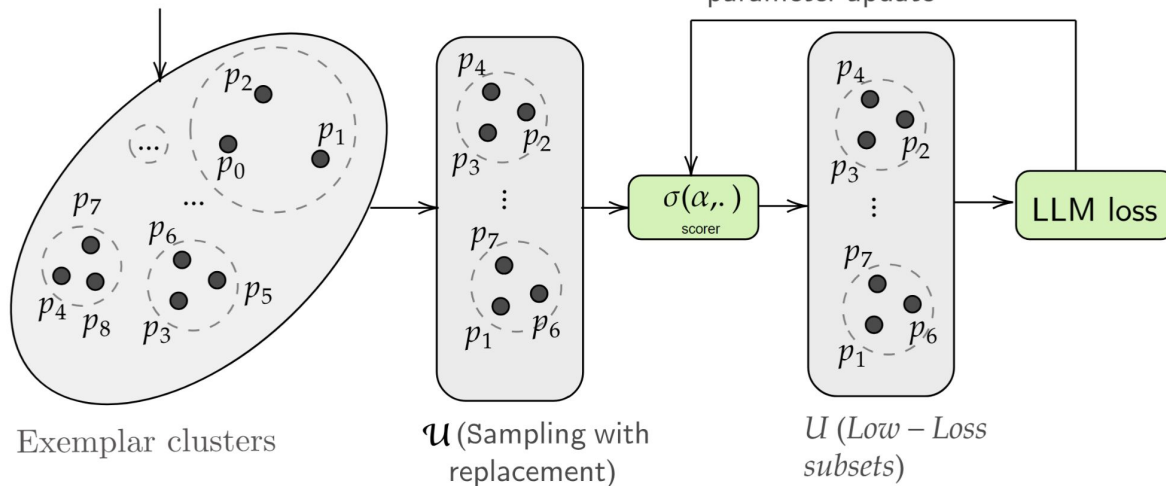 parameter update
p₂
p₁
p₀
...
...
p₇
p₄
p₈
p₆
p₅
p₃
Exemplar clusters
p₄
p₂
p₃
⋮
p₇
p₁
p₆
𝓤 (Sampling with
replacement)
σ(α,. )
scorer
p₄
p₂
p₃
⋮
p₇
p₁
p₆
U (Low – Loss
subsets)
LLM loss